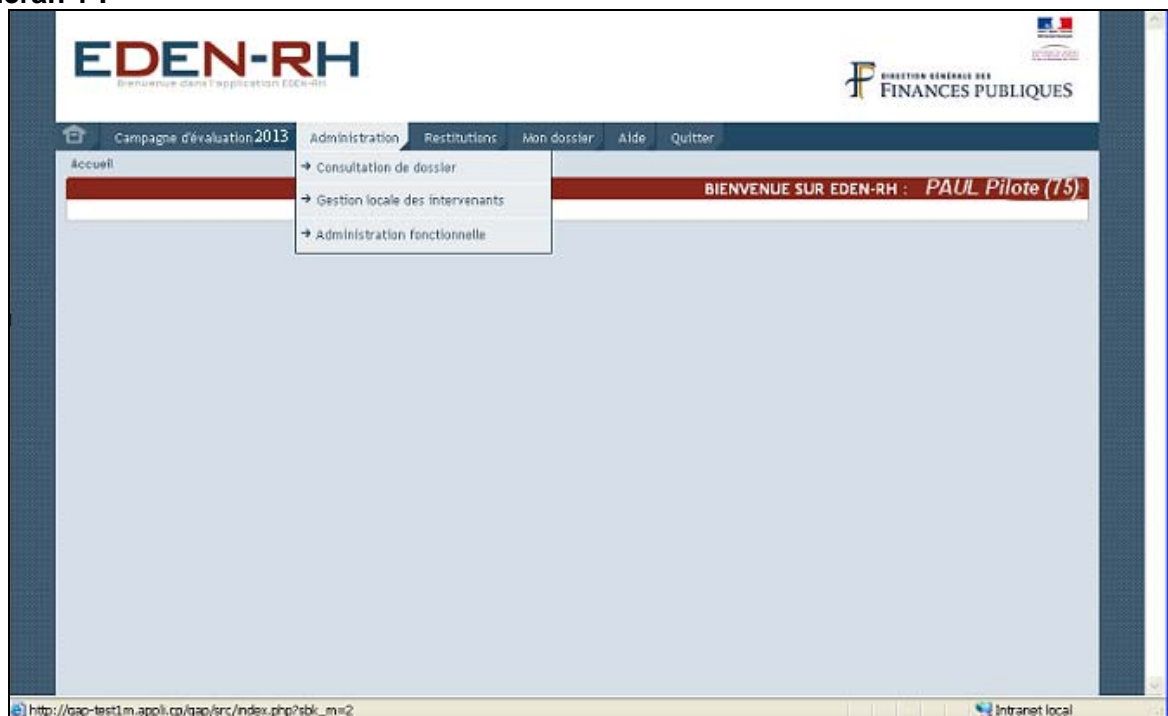 EDEN-RH
Bienvenue dans l'application EDEN-RH
DIRECTION GÉNÉRALE DES
FINANCES PUBLIQUES
Campagne d'évaluation 2013 Administration Restitutions Mon dossier Aide Quitter
Accueil
→ Consultation de dossier
BIENVENUE SUR EDEN-RH : PAUL Pilote (75)
→ Gestion locale des intervenants
→ Administration fonctionnelle
http://gap-test1m.appli.cp/gap/src/index.php?sbk_m=2 Intranet local